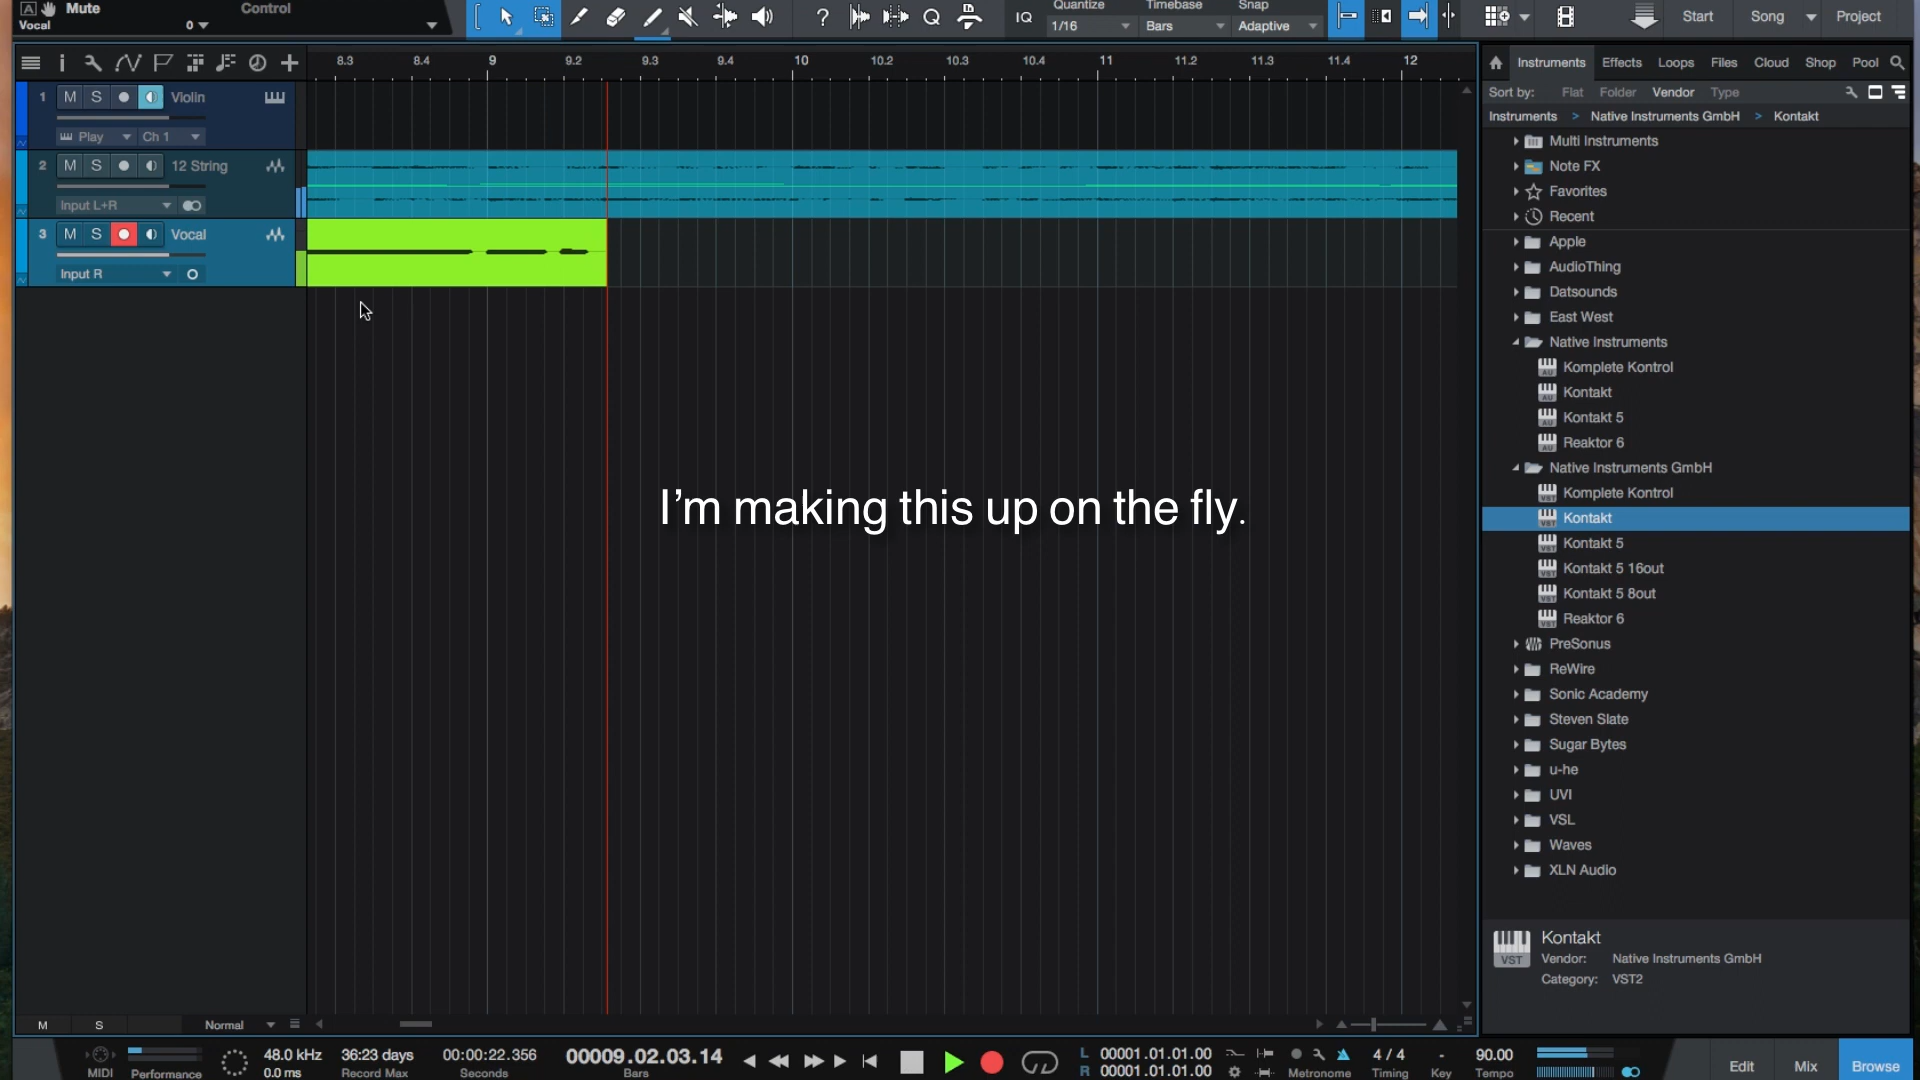 Mute
Control
Vocal
0
Quantize
Timebase
Snap
IQ
1/16
Bars
Adaptive
Start
Song
Project
8.3
8.4
9
9.2
9.3
9.4
10
10.2
10.3
10.4
11
11.2
11.3
11.4
12
Instruments
Effects
Loops
Files
Cloud
Shop
Pool
Sort by:
Flat
Folder
Vendor
Type
Instruments > Native Instruments GmbH > Kontakt
1
M
S
Violin
Play
Ch 1
2
M
S
12 String
Input L+R
3
M
S
Vocal
Input R
I'm making this up on the fly.
Multi Instruments
Note FX
Favorites
Recent
Apple
AudioThing
Datsounds
East West
Native Instruments
Komplete Kontrol
Kontakt
Kontakt 5
Reaktor 6
Native Instruments GmbH
Komplete Kontrol
Kontakt
Kontakt 5
Kontakt 5 16out
Kontakt 5 8out
Reaktor 6
PreSonus
ReWire
Sonic Academy
Steven Slate
Sugar Bytes
u-he
UVI
VSL
Waves
XLN Audio
Kontakt
VST
Vendor: Native Instruments GmbH
Category: VST2
M
S
Normal
MIDI
Performance
48.0 kHz
0.0 ms
36:23 days
Record Max
00:00:22.356
Seconds
00009.02.03.14
Bars
L 00001.01.01.00
R 00001.01.01.00
Metronome
4 / 4
Timing
-
Key
90.00
Tempo
Edit
Mix
Browse